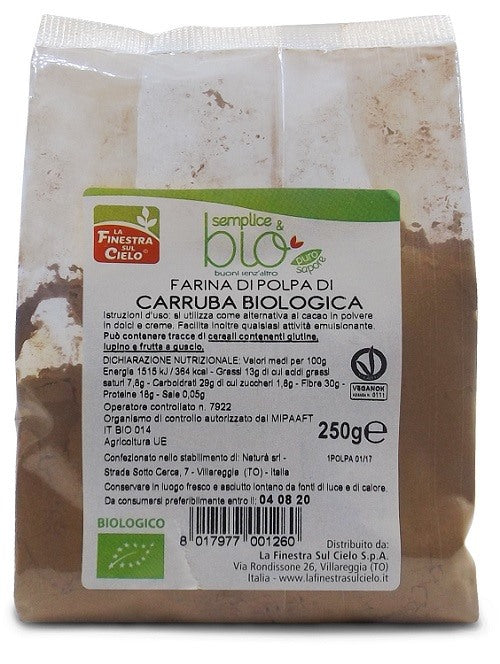 LA
FINESTRA
SUL
CIELO®
semplice &
bio
buoni senz'altro
puro
sapore
FARINA DI POLPA DI
CARRUBA BIOLOGICA
Istruzioni d'uso: si utilizza come alternativa al cacao in polvere
in dolci e creme. Facilita inoltre qualsiasi attività emulsionante.
Può contenere tracce di cereali contenenti glutine,
lupino e frutta a guscio.
DICHIARAZIONE NUTRIZIONALE: Valori medi per 100g
Energia 1515 kJ / 364 kcal - Grassi 13g di cui acidi grassi
saturi 7,8g - Carboidrati 29g di cui zuccheri 1,8g - Fibre 30g -
Proteine 18g - Sale 0,05g
Operatore controllato n. 7922
Organismo di controllo autorizzato dal MIPAAFT
IT BIO 014
Agricoltura UE
VEGANOK
0111
250g℮
Confezionato nello stabilimento di: Naturà srl -
1POLPA 01/17
Strada Sotto Cerca, 7 - Villareggia (TO) - Italia
Conservare in luogo fresco e asciutto lontano da fonti di luce e di calore.
Da consumersi preferibilmente entro il: 04 08 20
BIOLOGICO
8 017977 001260
Distribuito da:
La Finestra Sul Cielo S.p.A.
Via Rondissone 26, Villareggia (TO)
Italia - www.lafinestrasulcielo.it